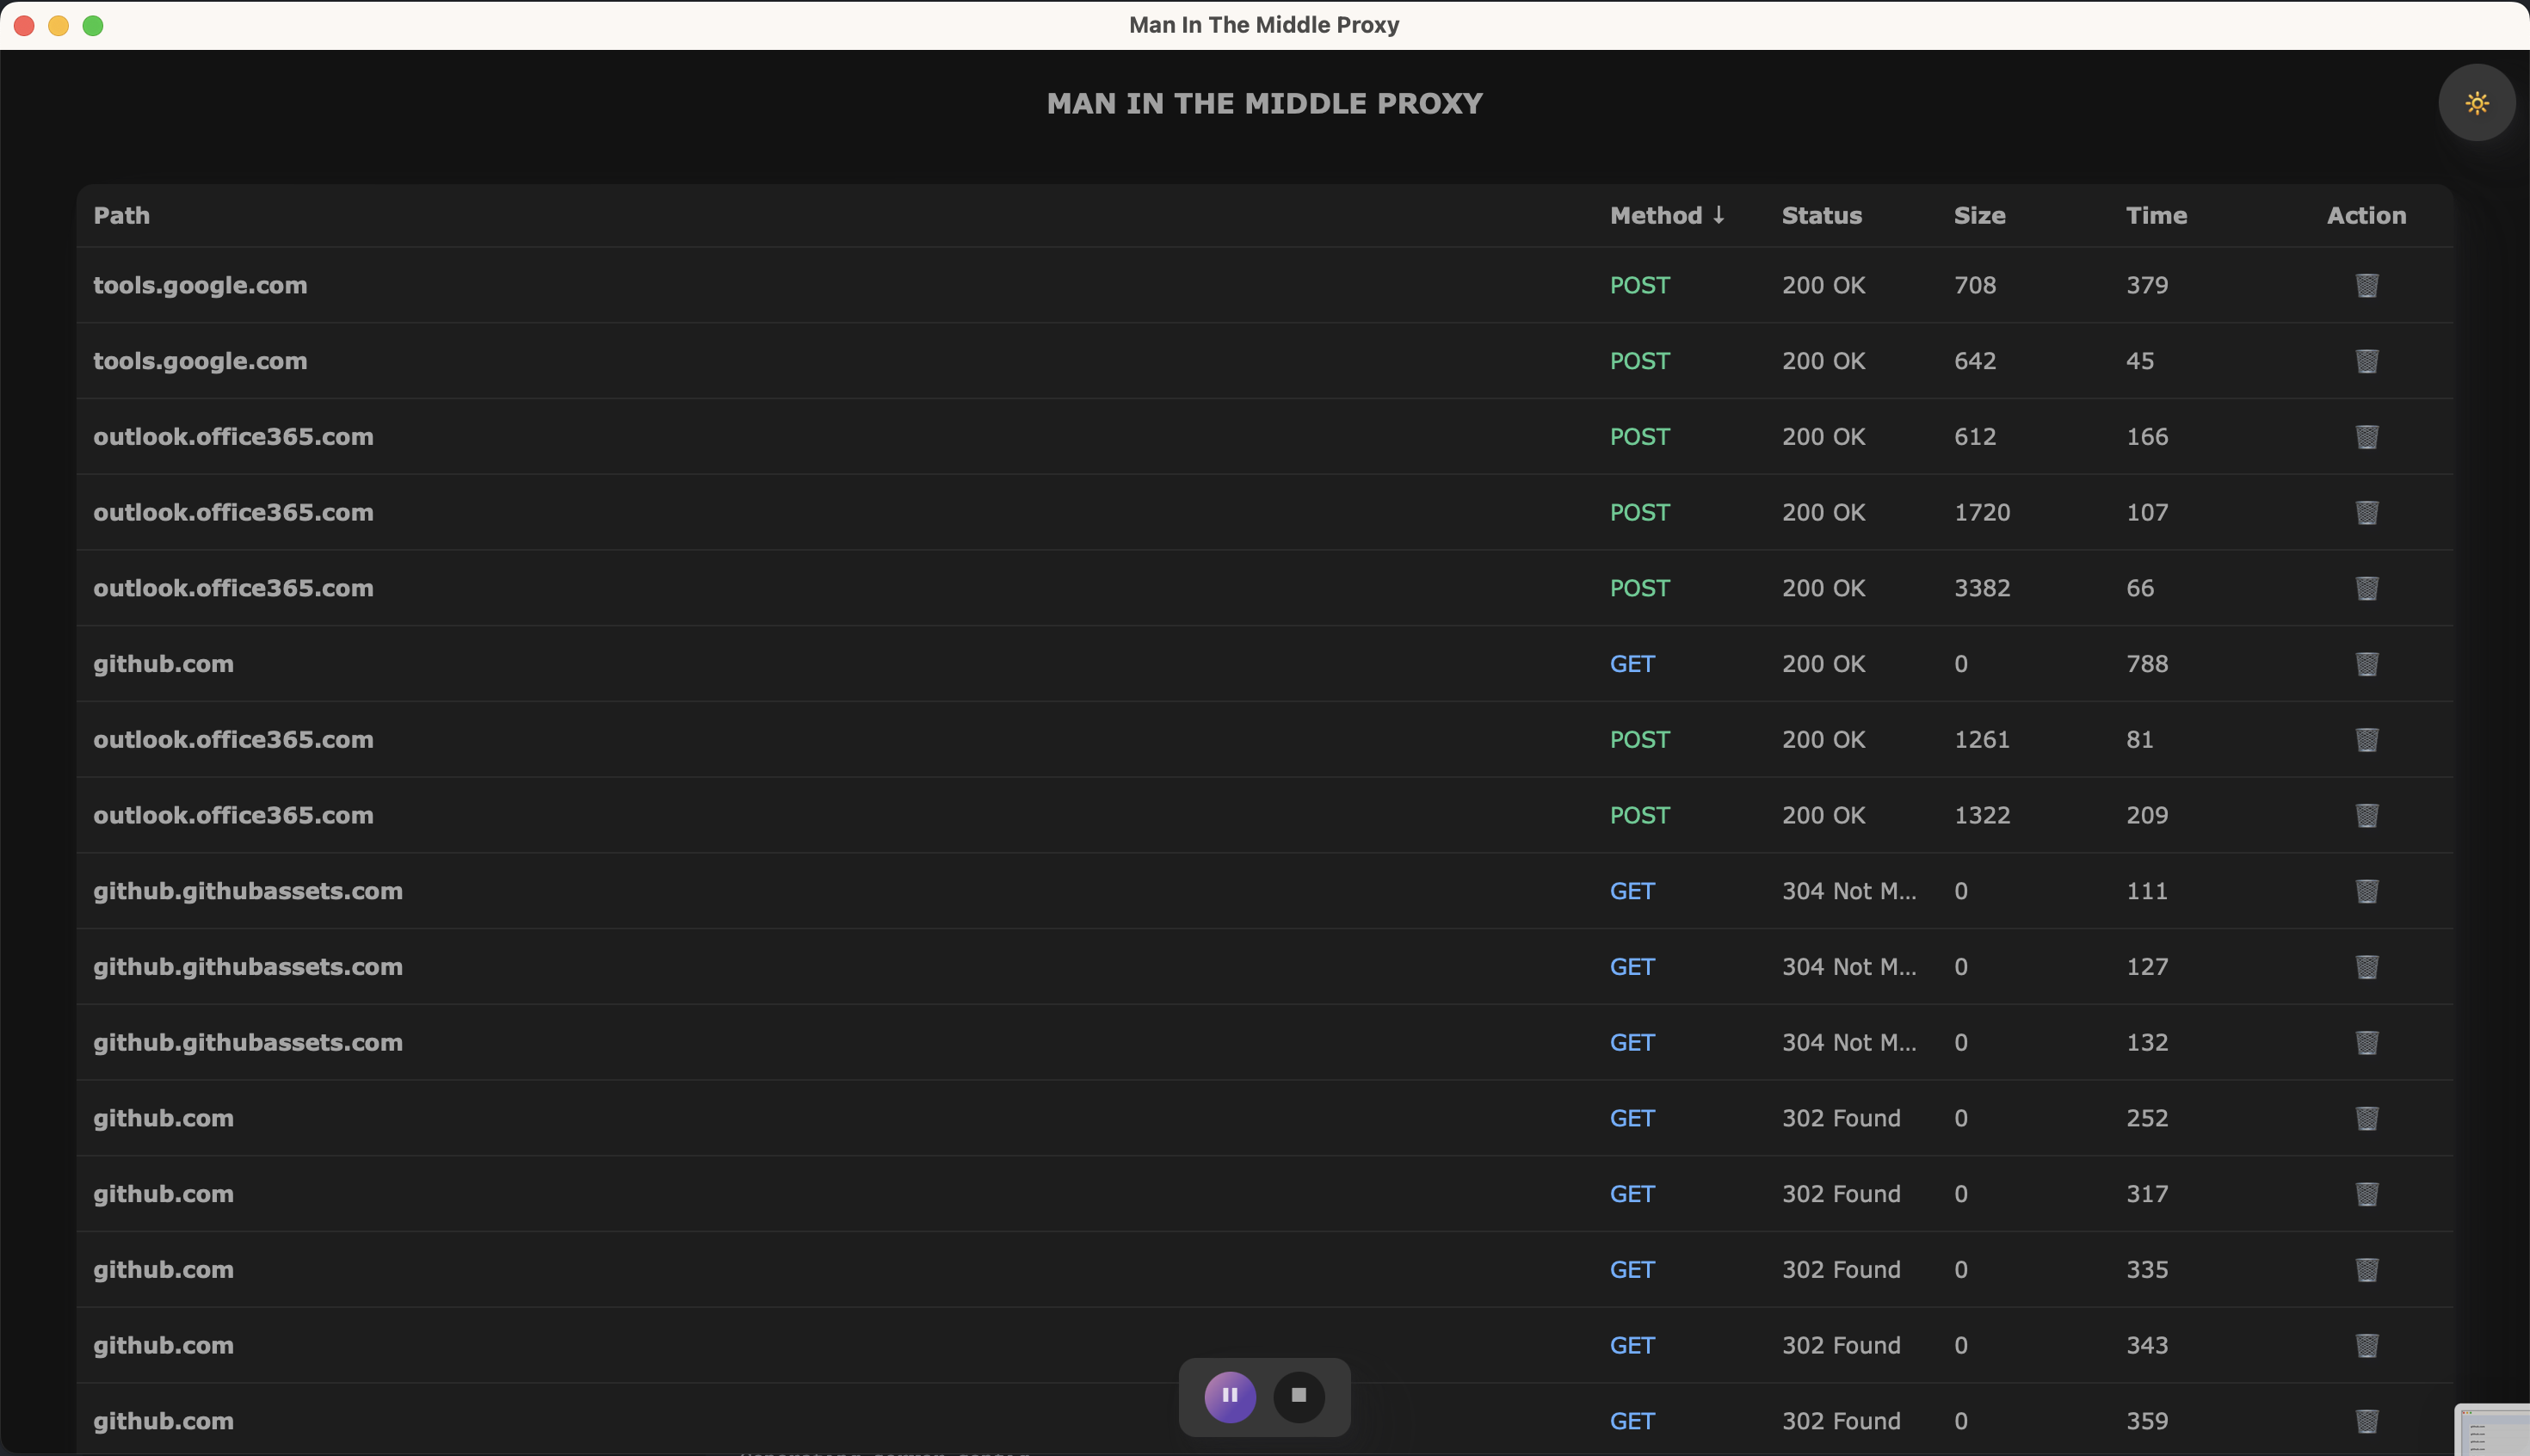 Man In The Middle Proxy
MAN IN THE MIDDLE PROXY
Path Method ↓ Status Size Time Action
tools.google.com POST 200 OK 708 379
tools.google.com POST 200 OK 642 45
outlook.office365.com POST 200 OK 612 166
outlook.office365.com POST 200 OK 1720 107
outlook.office365.com POST 200 OK 3382 66
github.com GET 200 OK 0 788
outlook.office365.com POST 200 OK 1261 81
outlook.office365.com POST 200 OK 1322 209
github.githubassets.com GET 304 Not M... 0 111
github.githubassets.com GET 304 Not M... 0 127
github.githubassets.com GET 304 Not M... 0 132
github.com GET 302 Found 0 252
github.com GET 302 Found 0 317
github.com GET 302 Found 0 335
github.com GET 302 Found 0 343
github.com GET 302 Found 0 359